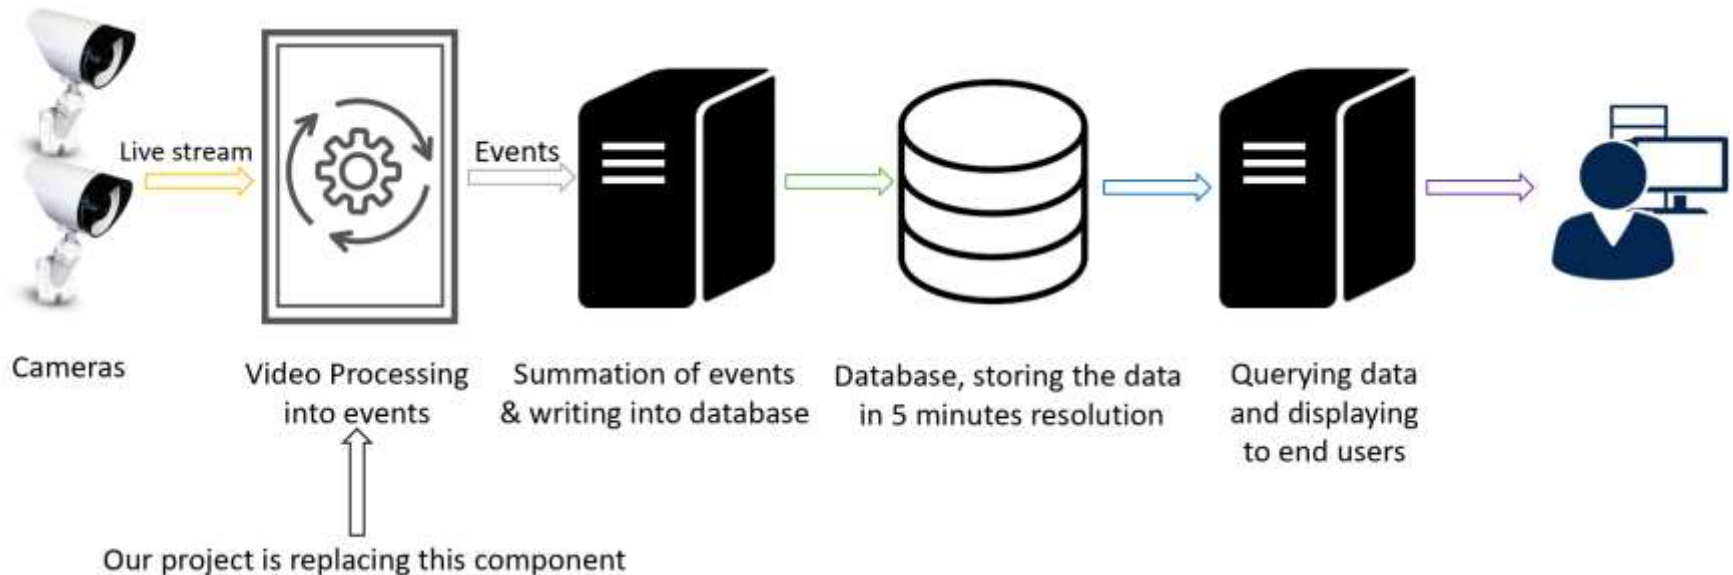 Live stream
Events
Cameras
Video Processing
into events
Summation of events
& writing into database
Database, storing the data
in 5 minutes resolution
Querying data
and displaying
to end users
Our project is replacing this component